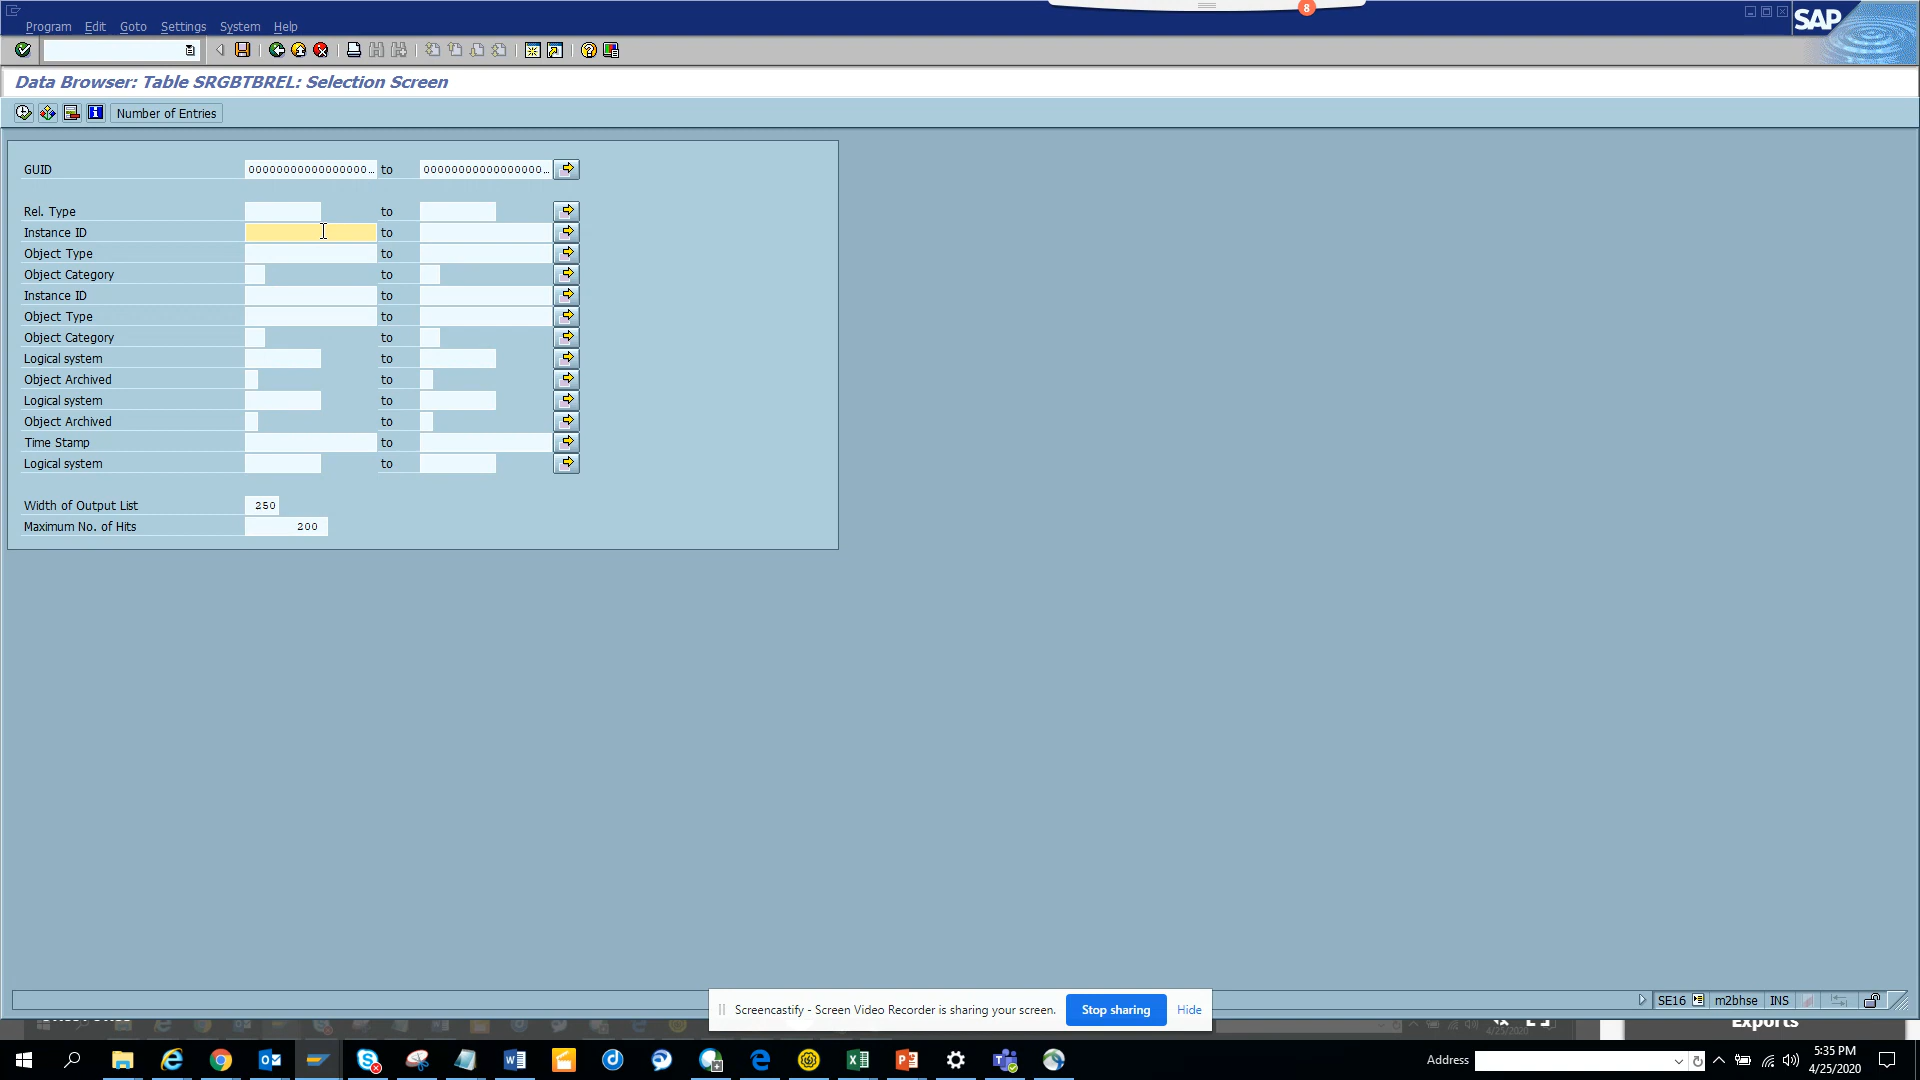 8
Program Edit Goto Settings System Help
SAP
Data Browser: Table SRGBTBREL: Selection Screen
Number of Entries
GUID 00000000000000000... to 00000000000000000...
Rel. Type to
Instance ID to
Object Type to
Object Category to
Instance ID to
Object Type to
Object Category to
Logical system to
Object Archived to
Logical system to
Object Archived to
Time Stamp to
Logical system to
Width of Output List 250
Maximum No. of Hits 200
SE16 m2bhse INS
Screencastify - Screen Video Recorder is sharing your screen. Stop sharing Hide
Exports
Address
5:35 PM
4/25/2020